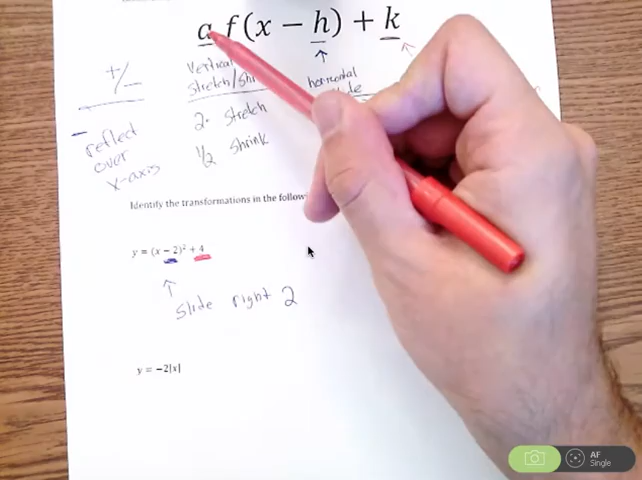 a f(x − h) + k
+/−
Vertical
Stretch/Shr
horizontal
− reflect
over
x-axis
2. Stretch
1/2 Shrink
Identify the transformations in the follow
y = (x − 2)² + 4
↑
Slide right 2
y = −2|x|
AF
Single